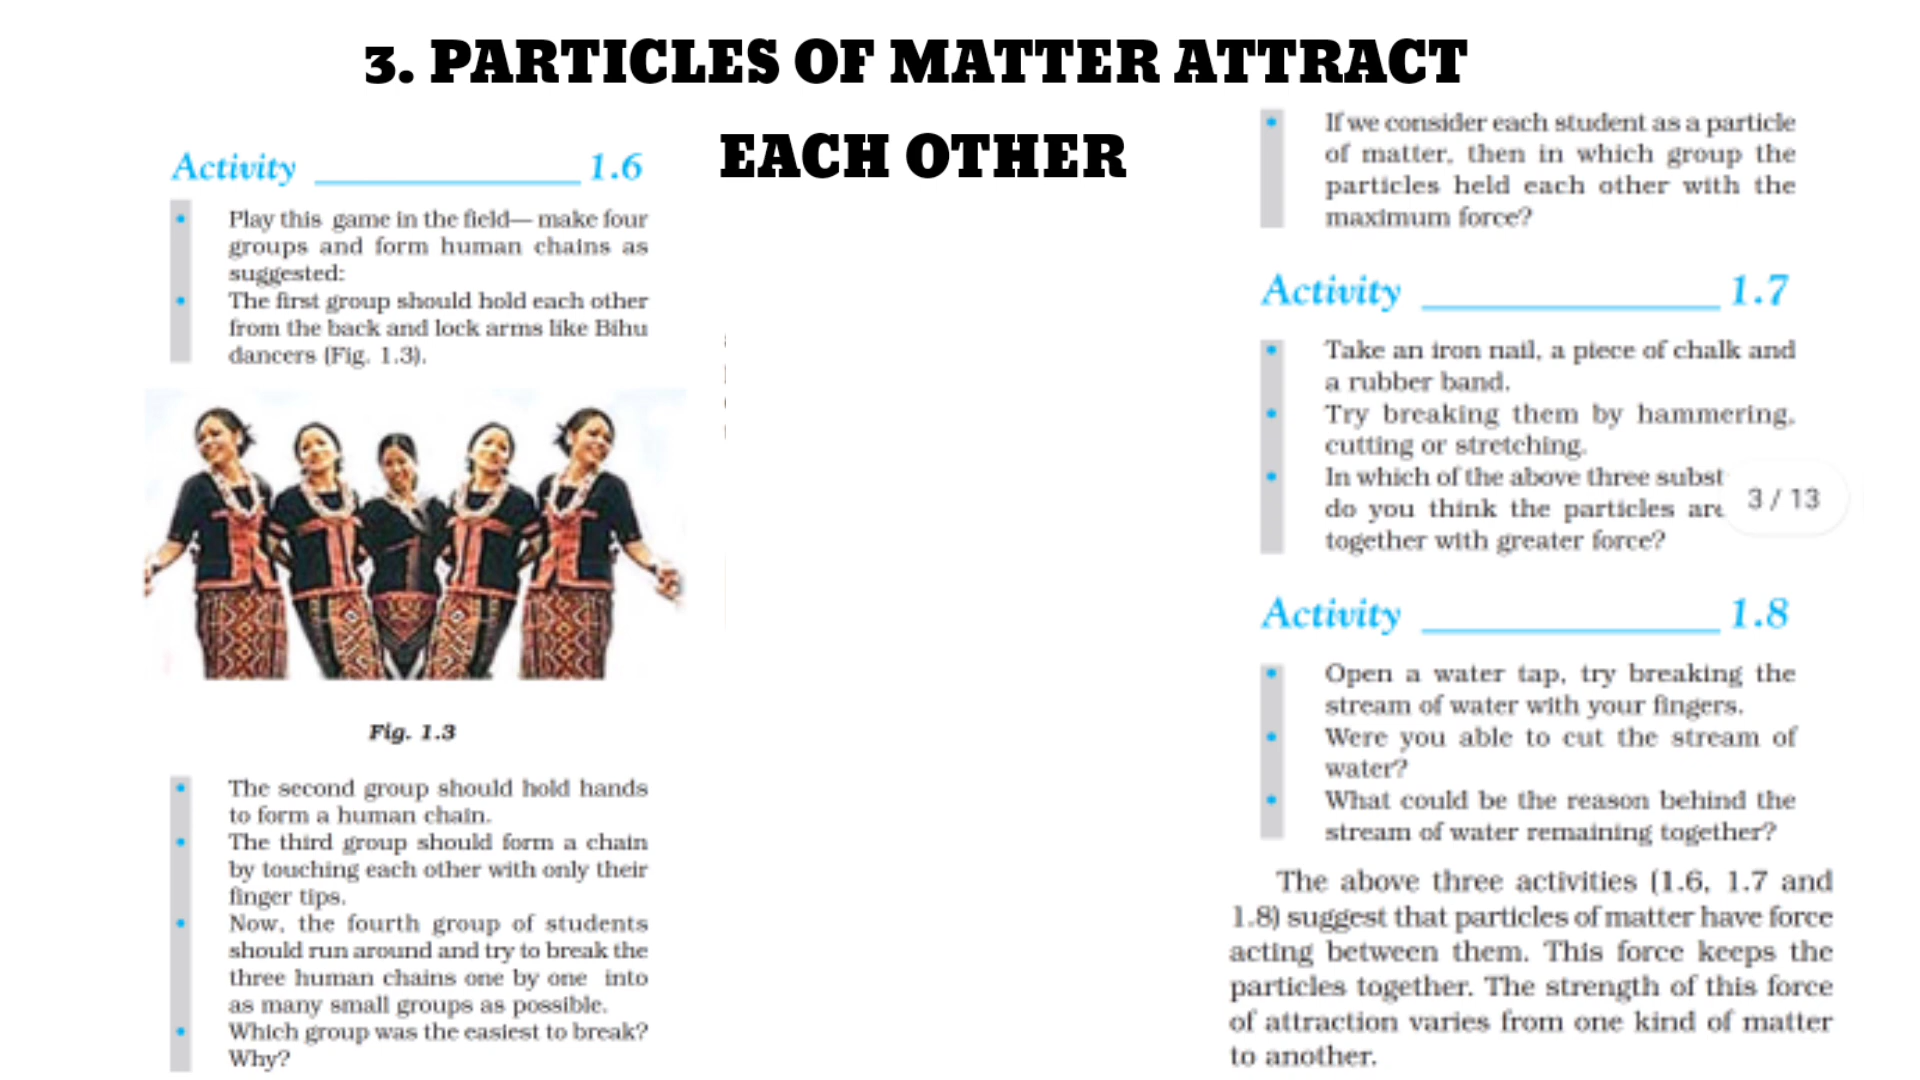 3. PARTICLES OF MATTER ATTRACT
EACH OTHER
Activity 1.6
• Play this game in the field— make four
groups and form human chains as
suggested:
• The first group should hold each other
from the back and lock arms like Bihu
dancers (Fig. 1.3).
Fig. 1.3
• The second group should hold hands
to form a human chain.
• The third group should form a chain
by touching each other with only their
finger tips.
• Now, the fourth group of students
should run around and try to break the
three human chains one by one into
as many small groups as possible.
• Which group was the easiest to break?
Why?
• If we consider each student as a particle
of matter, then in which group the
particles held each other with the
maximum force?
Activity 1.7
• Take an iron nail, a piece of chalk and
a rubber band.
• Try breaking them by hammering,
cutting or stretching.
• In which of the above three subst
do you think the particles are
together with greater force?
3 / 13
Activity 1.8
• Open a water tap, try breaking the
stream of water with your fingers.
• Were you able to cut the stream of
water?
• What could be the reason behind the
stream of water remaining together?
The above three activities (1.6, 1.7 and
1.8) suggest that particles of matter have force
acting between them. This force keeps the
particles together. The strength of this force
of attraction varies from one kind of matter
to another.